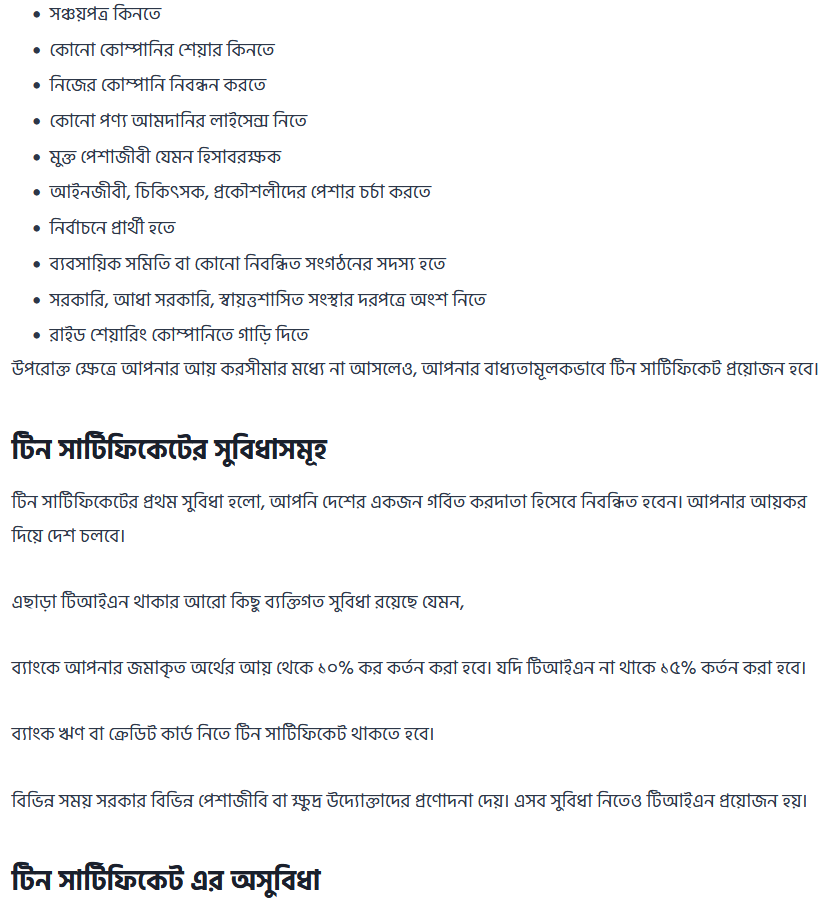 • সঞ্চয়পত্র কিনতে
• কোনো কোম্পানির শেয়ার কিনতে
• নিজের কোম্পানি নিবন্ধন করতে
• কোনো পণ্য আমদানির লাইসেন্স নিতে
• মুক্ত পেশাজীবী যেমন হিসাবরক্ষক
• আইনজীবী, চিকিৎসক, প্রকৌশলীদের পেশার চর্চা করতে
• নির্বাচনে প্রার্থী হতে
• ব্যবসায়িক সমিতি বা কোনো নিবন্ধিত সংগঠনের সদস্য হতে
• সরকারি, আধা সরকারি, স্বায়ত্তশাসিত সংস্থার দরপত্রে অংশ নিতে
• রাইড শেয়ারিং কোম্পানিতে গাড়ি দিতে
উপরোক্ত ক্ষেত্রে আপনার আয় করসীমার মধ্যে না আসলেও, আপনার বাধ্যতামূলকভাবে টিন সার্টিফিকেট প্রয়োজন হবে।
টিন সার্টিফিকেটের সুবিধাসমূহ
টিন সার্টিফিকেটের প্রথম সুবিধা হলো, আপনি দেশের একজন গর্বিত করদাতা হিসেবে নিবন্ধিত হবেন। আপনার আয়কর
দিয়ে দেশ চলবে।
এছাড়া টিআইএন থাকার আরো কিছু ব্যক্তিগত সুবিধা রয়েছে যেমন,
ব্যাংকে আপনার জমাকৃত অর্থের আয় থেকে ১০% কর কর্তন করা হবে। যদি টিআইএন না থাকে ১৫% কর্তন করা হবে।
ব্যাংক ঋণ বা ক্রেডিট কার্ড নিতে টিন সার্টিফিকেট থাকতে হবে।
বিভিন্ন সময় সরকার বিভিন্ন পেশাজীবি বা ক্ষুদ্র উদ্যোক্তাদের প্রণোদনা দেয়। এসব সুবিধা নিতেও টিআইএন প্রয়োজন হয়।
টিন সার্টিফিকেট এর অসুবিধা